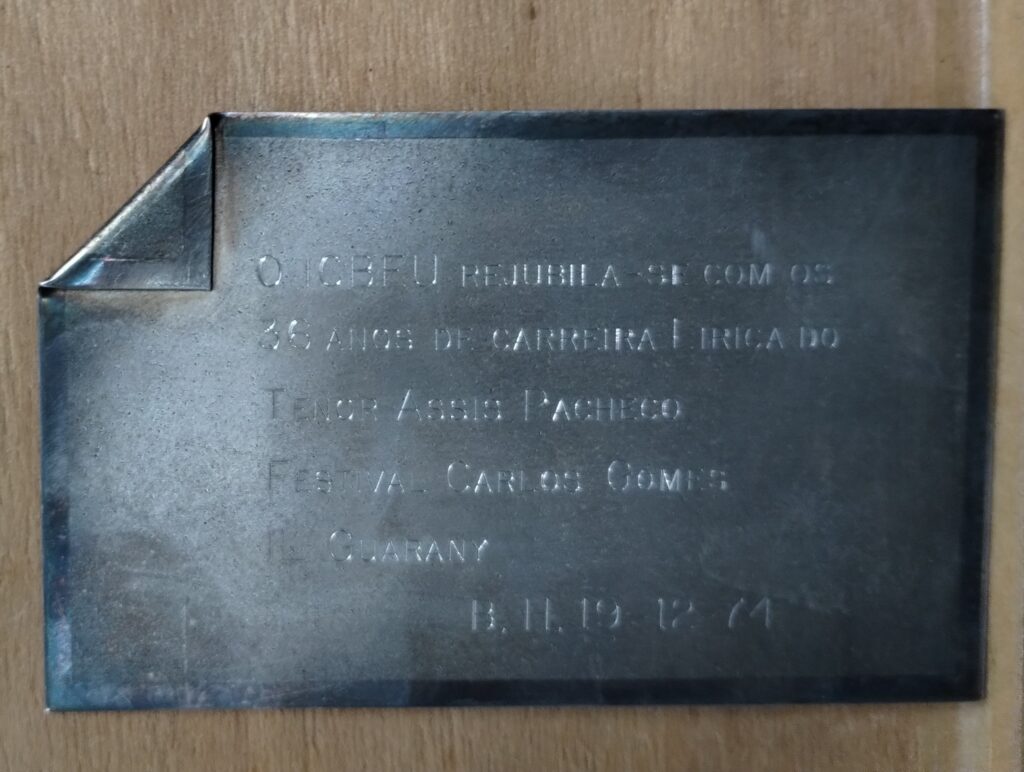 O ICBEU REJUBILA-SE COM OS
36 ANOS DE CARREIRA LIRICA DO
TENOR ASSIS PACHECO
FESTIVAL CARLOS GOMES
IL GUARANY
B. H. 19-12-74